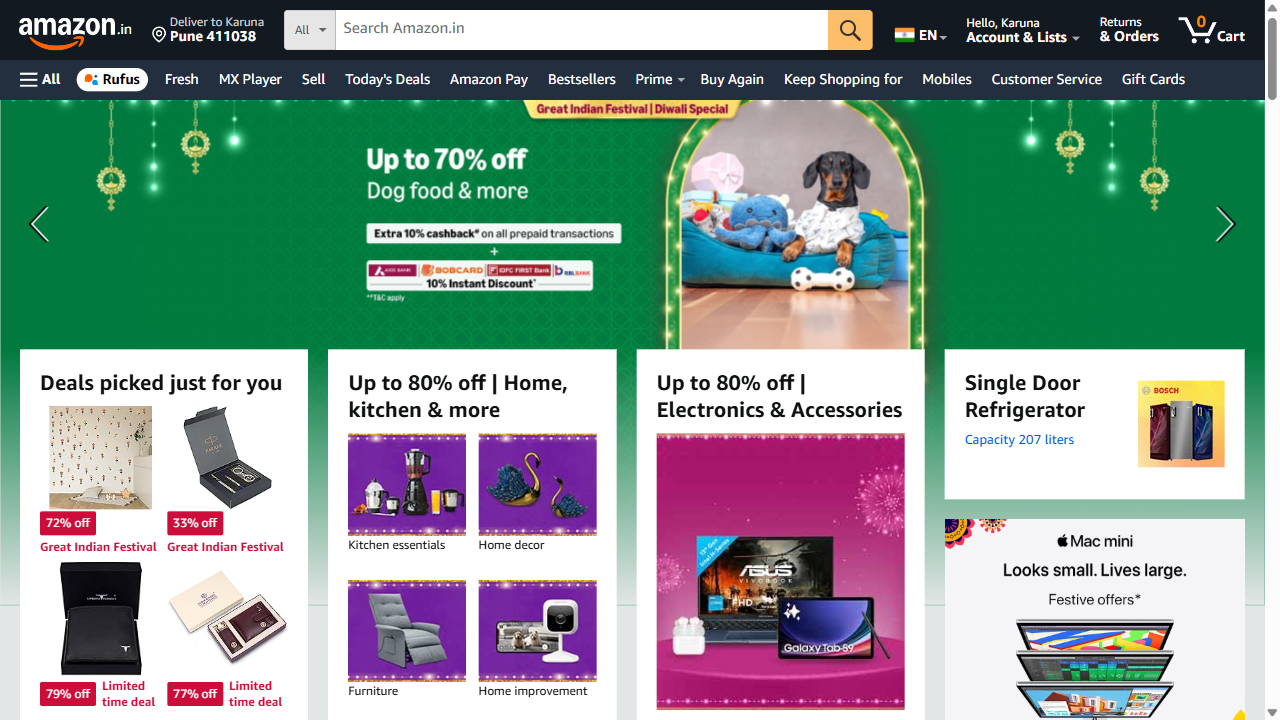 amazon.in
Deliver to Karuna
Pune 411038
All
Search Amazon.in
EN
Hello, Karuna
Account & Lists
Returns
& Orders
0
Cart
All
Rufus
Fresh
MX Player
Sell
Today's Deals
Amazon Pay
Bestsellers
Prime
Buy Again
Keep Shopping for
Mobiles
Customer Service
Gift Cards
Great Indian Festival | Diwali Special
Up to 70% off
Dog food & more
Extra 10% cashback# on all prepaid transactions
+
AXIS BANK BOBCARD IDFC FIRST Bank RBLBANK
10% Instant Discount*
#*T&C apply
Deals picked just for you
72% off
Great Indian Festival
33% off
Great Indian Festival
79% off
Limited
time deal
77% off
Limited
time deal
Up to 80% off | Home,
kitchen & more
Kitchen essentials
Home decor
Furniture
Home improvement
Up to 80% off |
Electronics & Accessories
ASUS
VIVOBOOK
FHD
Galaxy Tab S9
Single Door
Refrigerator
Capacity 207 liters
BOSCH
Mac mini
Looks small. Lives large.
Festive offers*